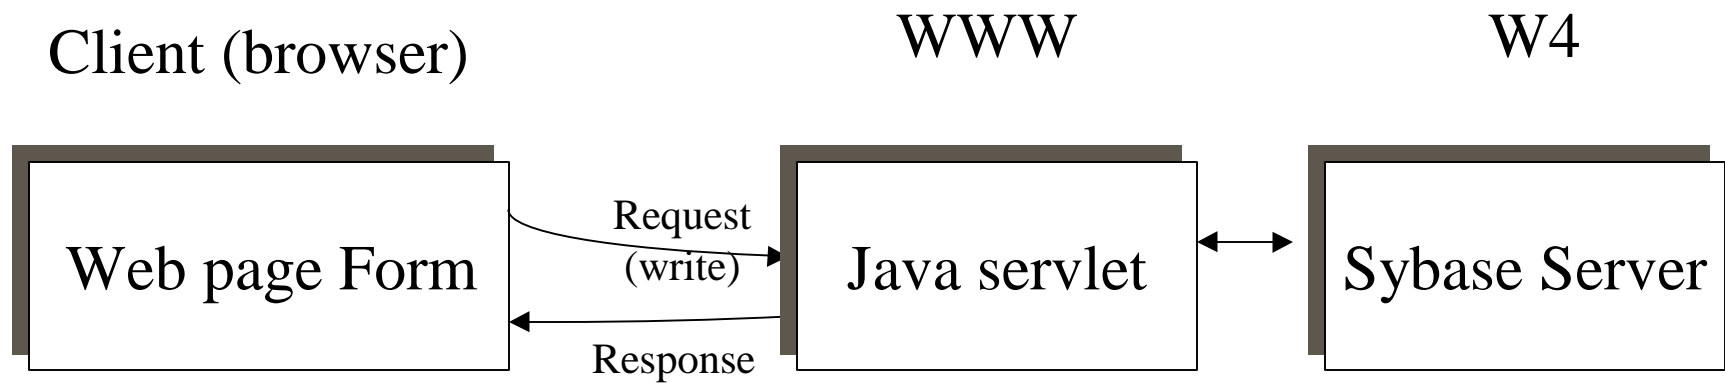 Client (browser)
WWW
W4
Web page Form
Request
(write)
Response
Java servlet
Sybase Server